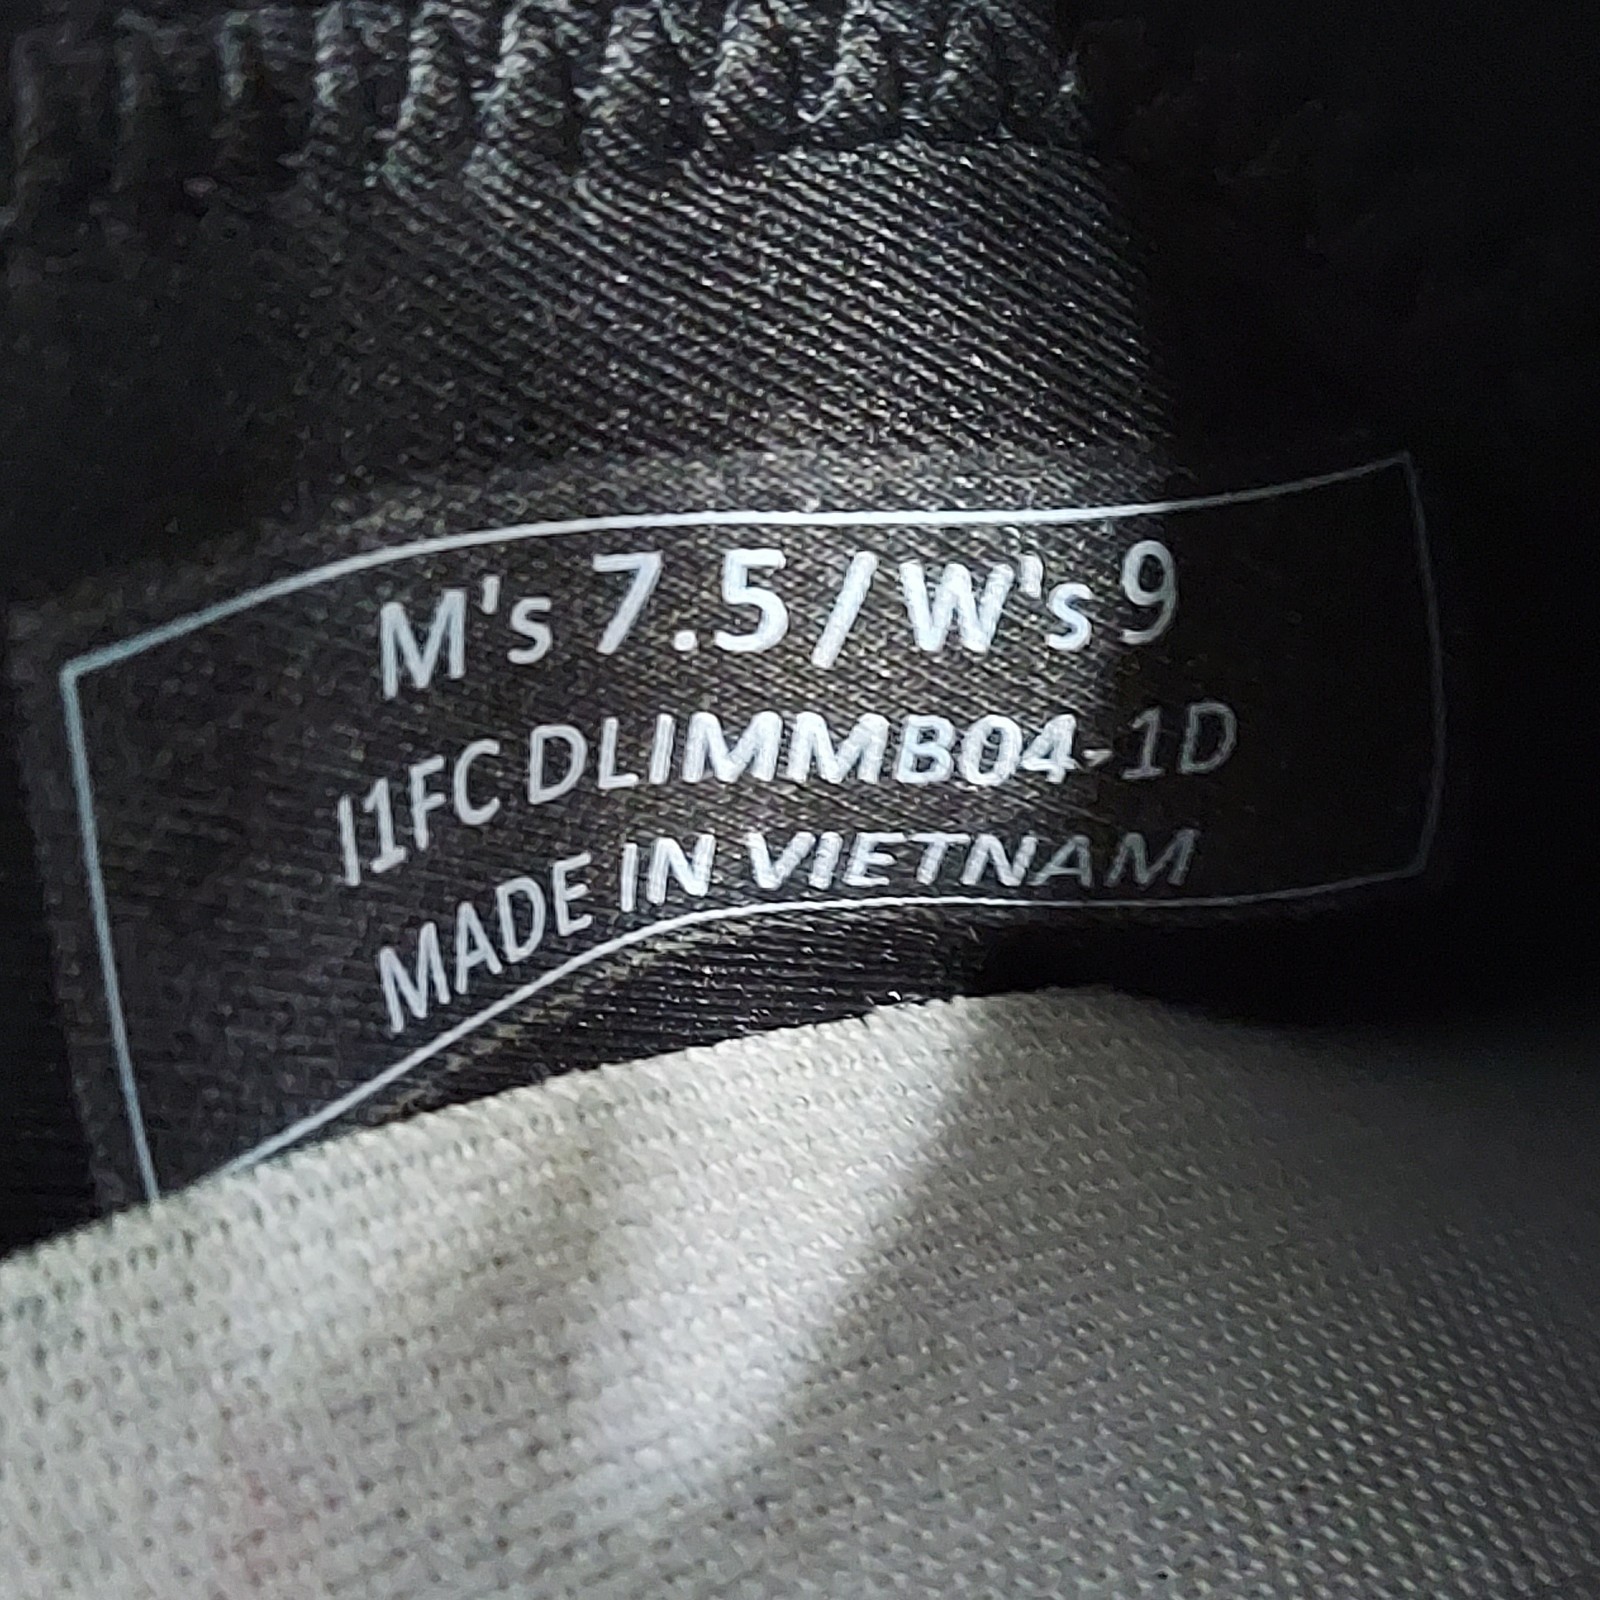 M's 7.5/W's 9
I1FC DLIMMB04-1D
MADE IN VIETNAM